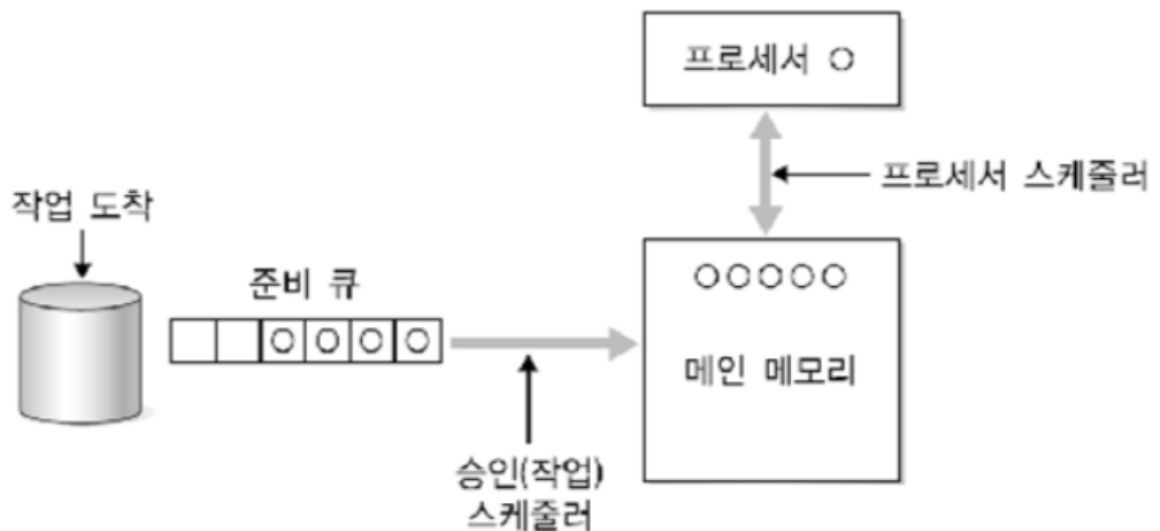 프로세서
프로세서 스케줄러
작업 도착
준비 큐
메인 메모리
승인(작업)
스케줄러